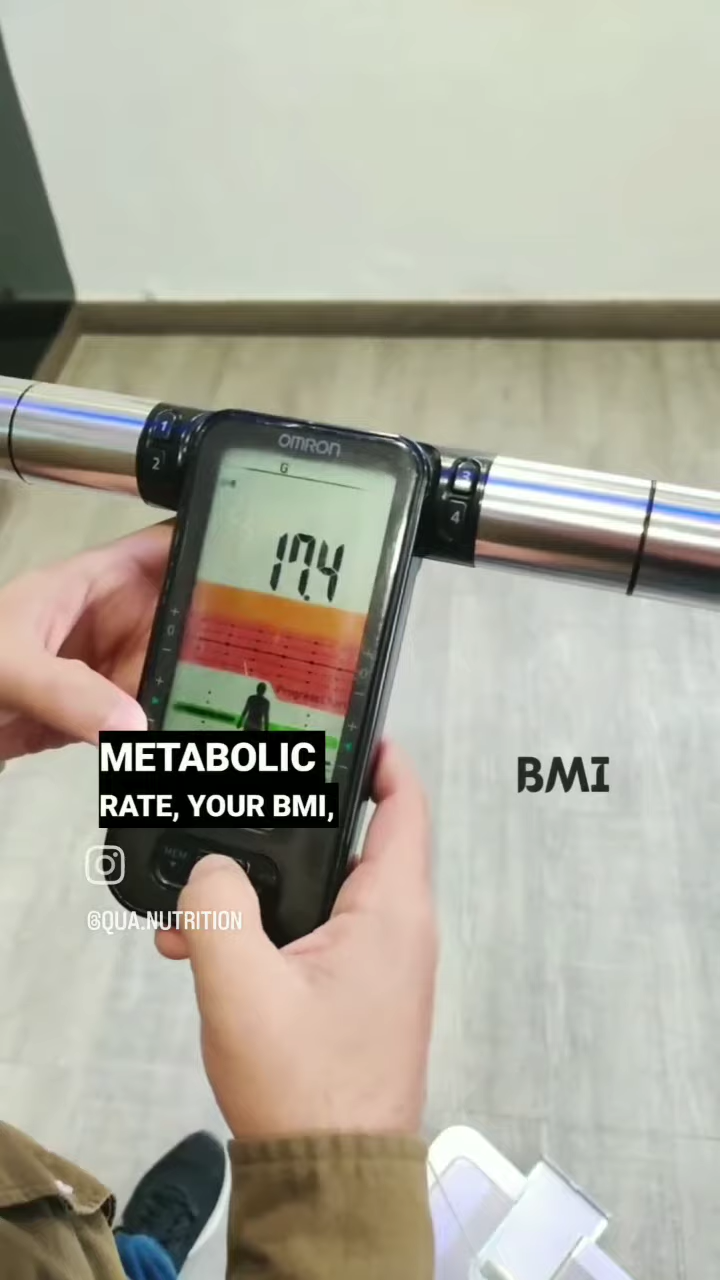 OMRON
1
2
3
4
G
17.4
METABOLIC
RATE, YOUR BMI,
BMI
MEM
@QUA.NUTRITION